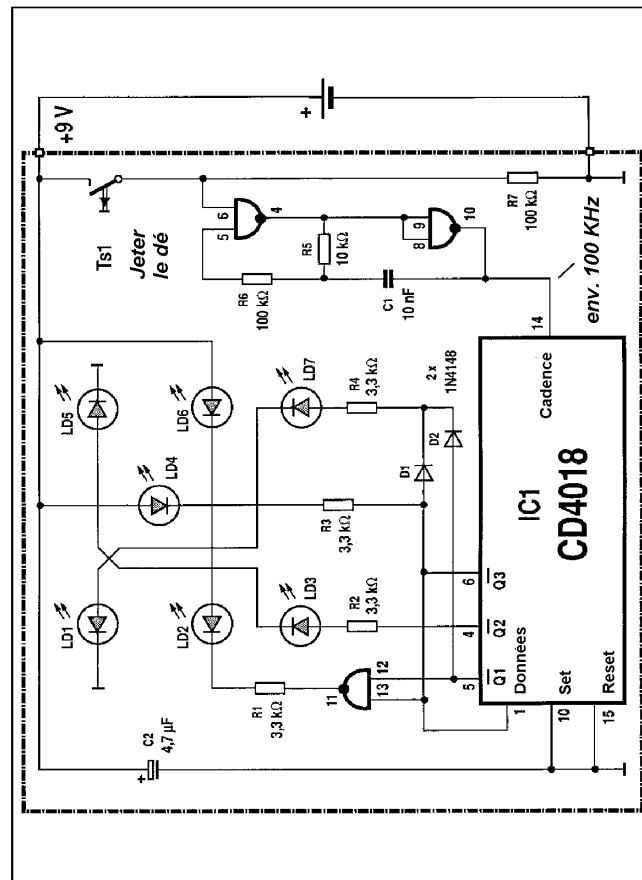 +9 V
+
Ts1
Jeter
le dé
6
5
4
R5
10 kΩ
R6
100 kΩ
9
8
10
R7
100 kΩ
C1
10 nF
env. 100 KHz
14
LD5
LD6
LD4
LD7
LD1
LD2
LD3
R4
3,3 kΩ
R3
3,3 kΩ
R2
3,3 kΩ
R1
3,3 kΩ
2 x
1N4148
D1
D2
11
12
13
C2
4,7 µF
+
5
4
6
Q1
Q2
Q3
Cadence
IC1
CD4018
Données
Set
Reset
1
10
15